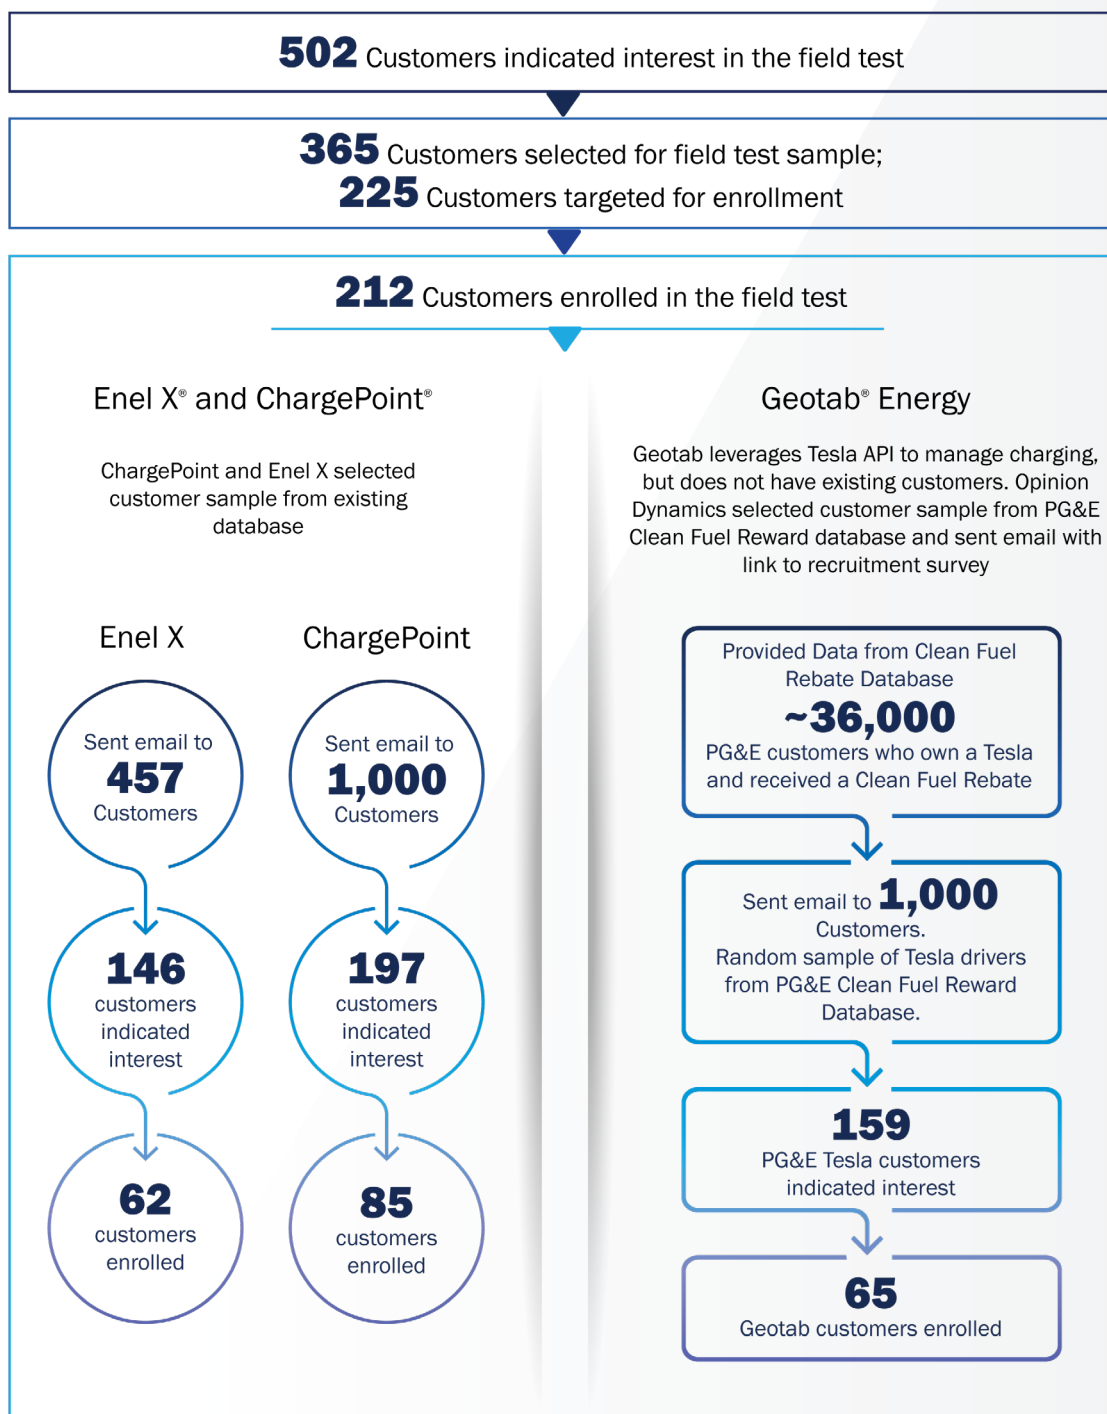 502 Customers indicated interest in the field test
365 Customers selected for field test sample;
225 Customers targeted for enrollment
212 Customers enrolled in the field test
Enel X® and ChargePoint®
ChargePoint and Enel X selected
customer sample from existing
database
Enel X
Sent email to
457
Customers
146
customers
indicated
interest
62
customers
enrolled
ChargePoint
Sent email to
1,000
Customers
197
customers
indicated
interest
85
customers
enrolled
Geotab® Energy
Geotab leverages Tesla API to manage charging,
but does not have existing customers. Opinion
Dynamics selected customer sample from PG&E
Clean Fuel Reward database and sent email with
link to recruitment survey
Provided Data from Clean Fuel
Rebate Database
~36,000
PG&E customers who own a Tesla
and received a Clean Fuel Rebate
Sent email to 1,000
Customers.
Random sample of Tesla drivers
from PG&E Clean Fuel Reward
Database.
159
PG&E Tesla customers
indicated interest
65
Geotab customers enrolled